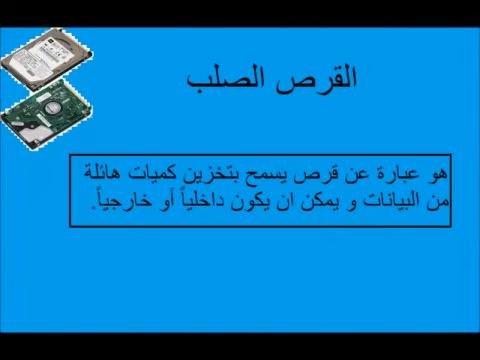 القرص الصلب
هو عبارة عن قرص يسمح بتخزين كميات هائلة
من البيانات و يمكن ان يكون داخلياً أو خارجياً.